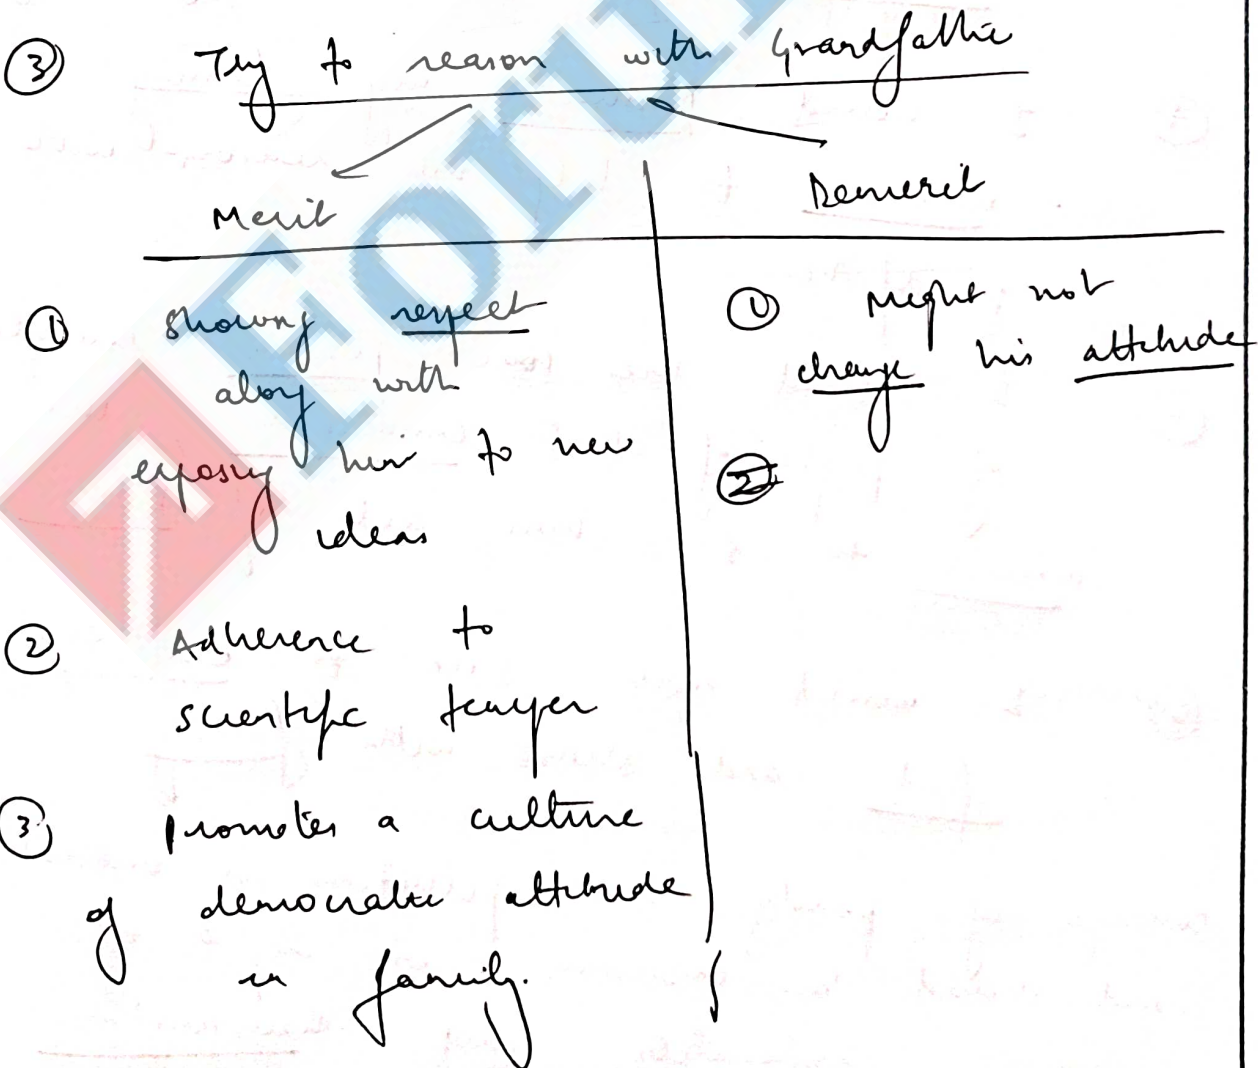 ③ Try to reason with Grandfather
Merit
Demerit
① showing respect
along with
exposing him to new
ideas
② Adherence to
scientific temper
③ promotes a culture
of democratic attitude
in family.
① Might not
change his attitude
②
Forum